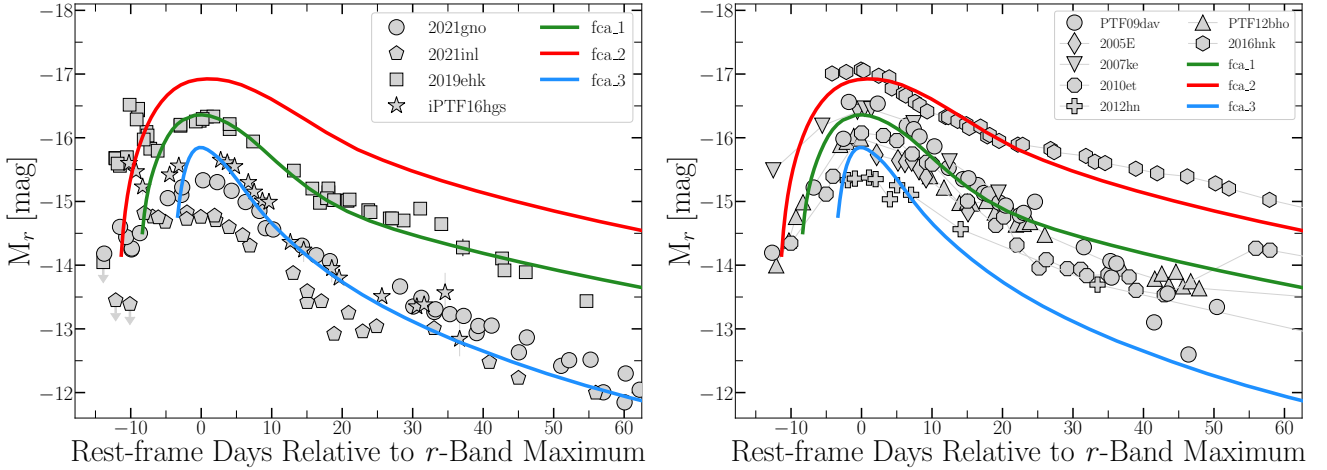 −18
−17
−16
−15
−14
−13
−12
M_r [mag]
2021gno
2021inl
2019ehk
iPTF16hgs
fca_1
fca_2
fca_3
−10 0 10 20 30 40 50 60
Rest-frame Days Relative to r-Band Maximum
−18
−17
−16
−15
−14
−13
−12
M_r [mag]
PTF09dav
2005E
2007ke
2010et
2012hn
PTF12bho
2016hnk
fca_1
fca_2
fca_3
−10 0 10 20 30 40 50 60
Rest-frame Days Relative to r-Band Maximum